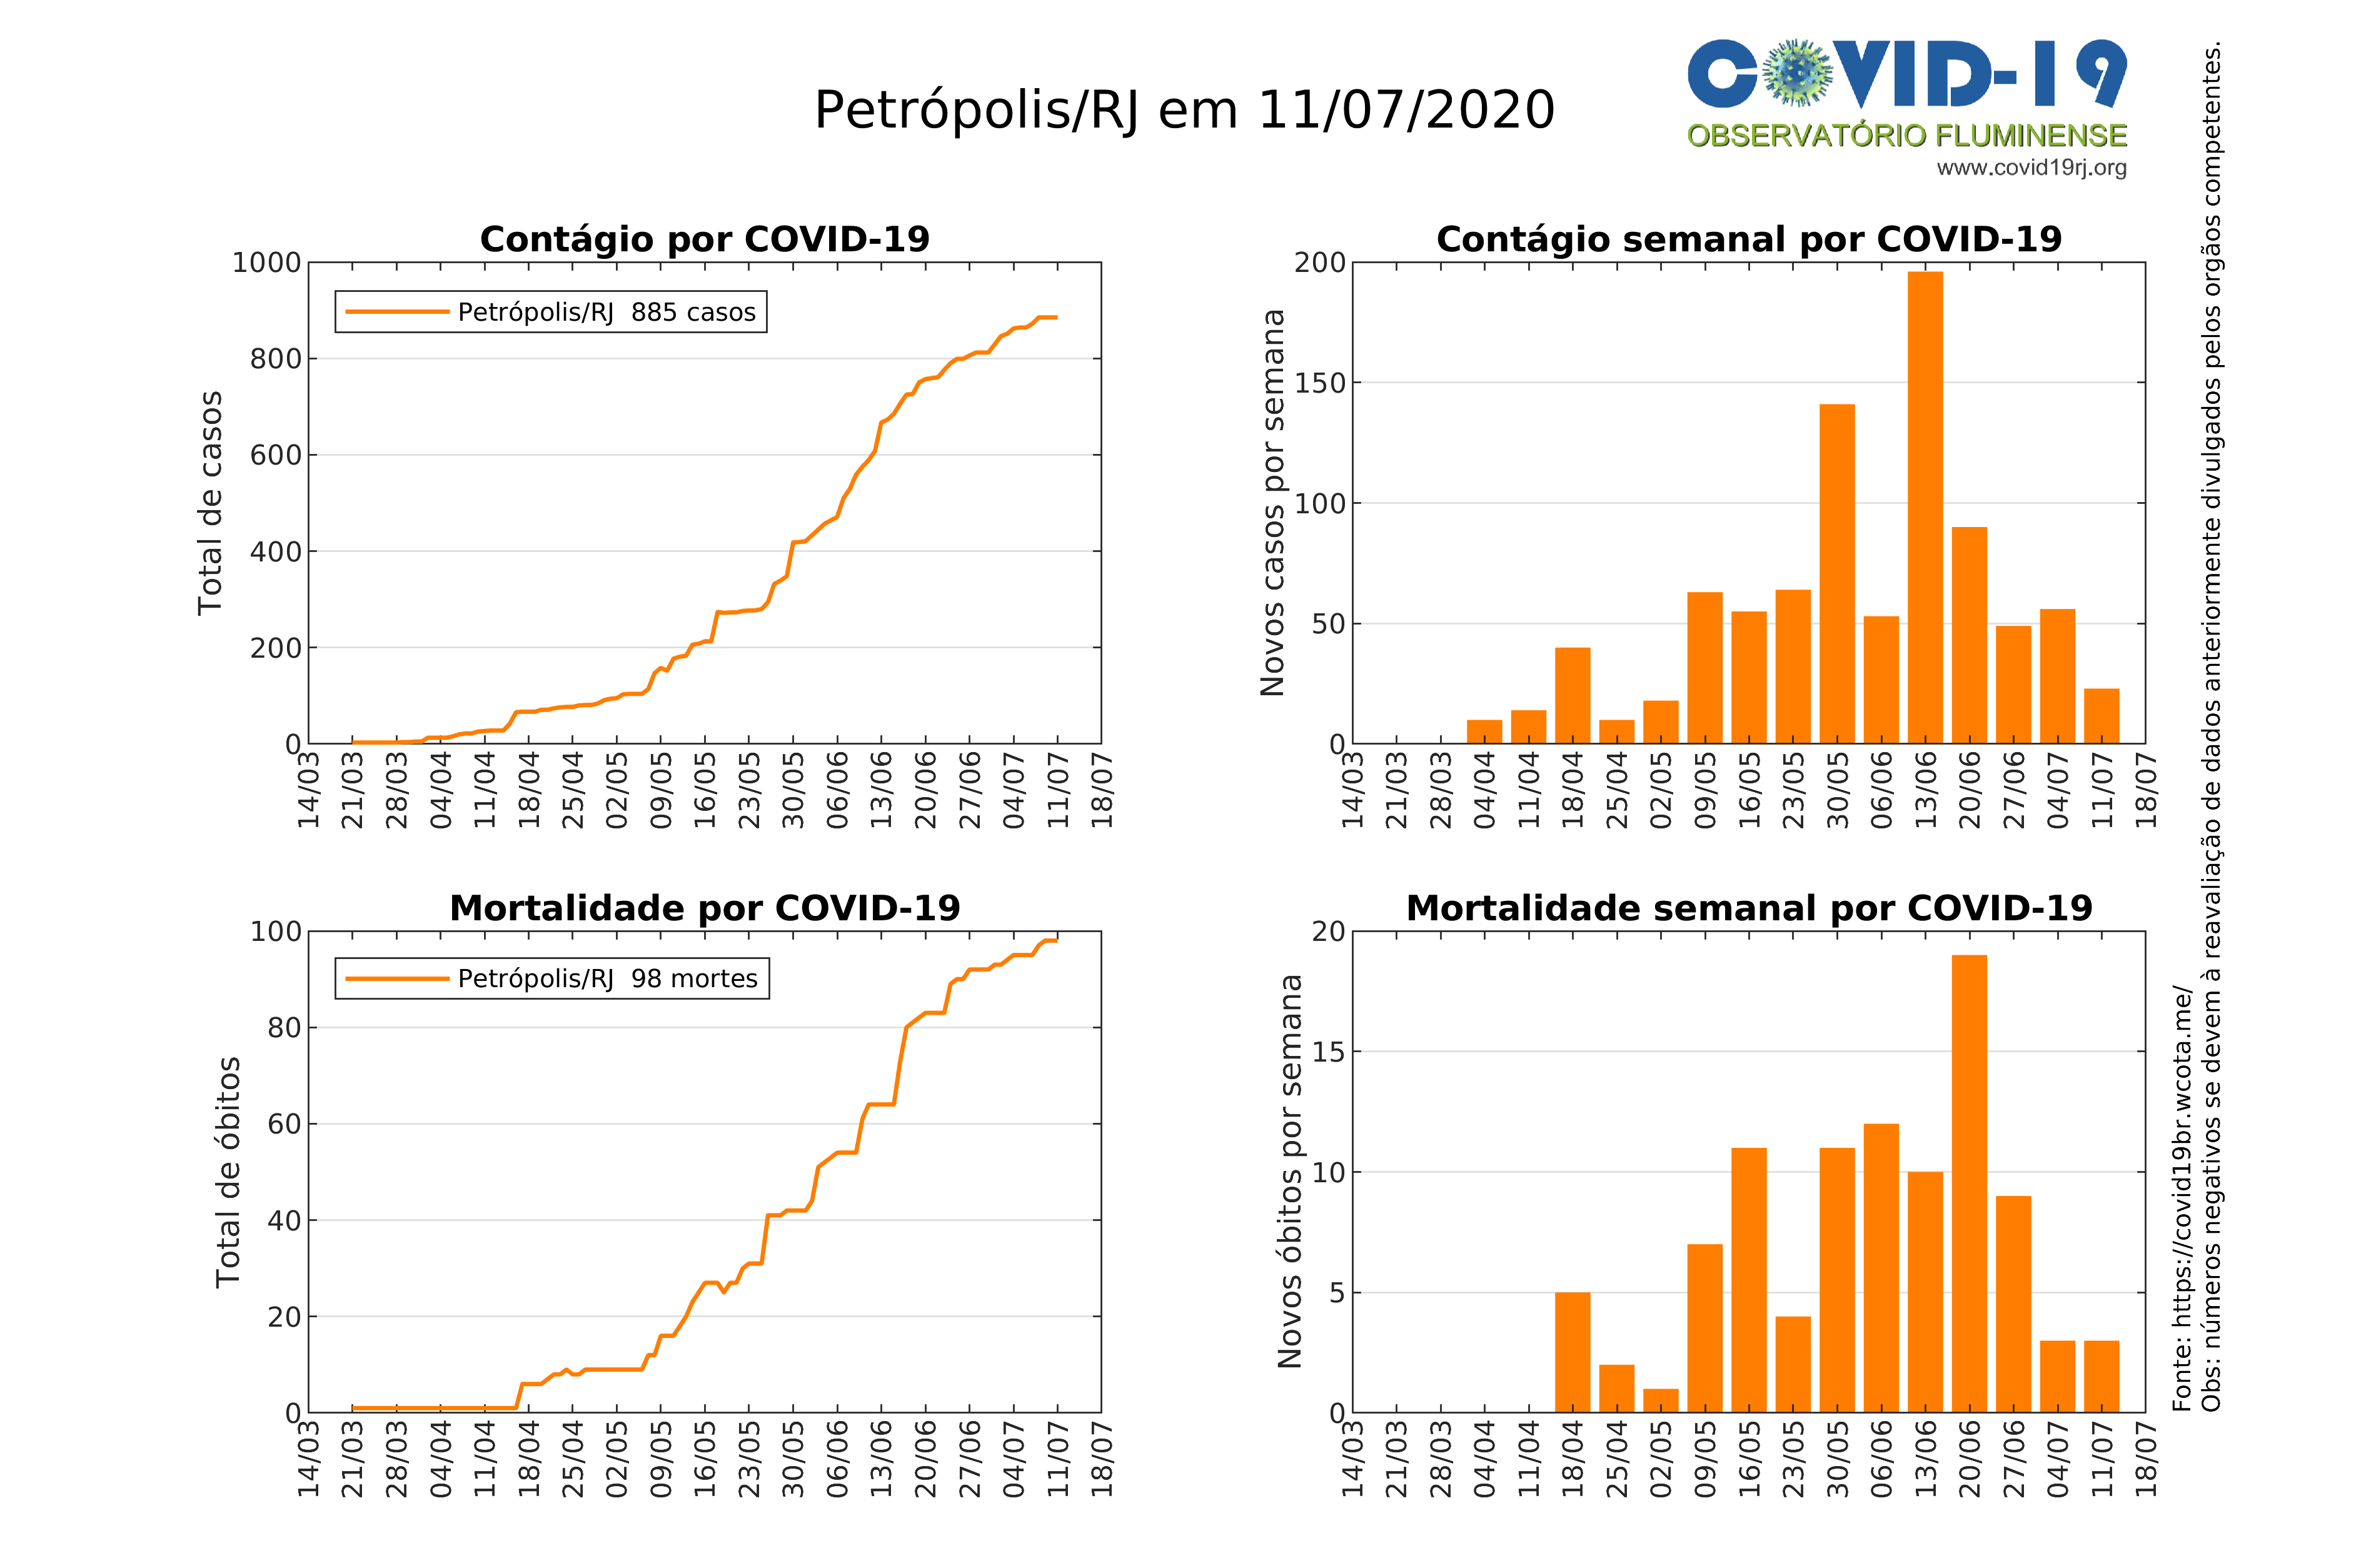 Petrópolis/RJ em 11/07/2020
COVID-19
OBSERVATÓRIO FLUMINENSE
www.covid19rj.org
Contágio por COVID-19
Total de casos
1000
800
600
400
200
0
Petrópolis/RJ 885 casos
14/03 21/03 28/03 04/04 11/04 18/04 25/04 02/05 09/05 16/05 23/05 30/05 06/06 13/06 20/06 27/06 04/07 11/07 18/07
Contágio semanal por COVID-19
Novos casos por semana
200
150
100
50
0
14/03 21/03 28/03 04/04 11/04 18/04 25/04 02/05 09/05 16/05 23/05 30/05 06/06 13/06 20/06 27/06 04/07 11/07 18/07
Mortalidade por COVID-19
Total de óbitos
100
80
60
40
20
0
Petrópolis/RJ 98 mortes
14/03 21/03 28/03 04/04 11/04 18/04 25/04 02/05 09/05 16/05 23/05 30/05 06/06 13/06 20/06 27/06 04/07 11/07 18/07
Mortalidade semanal por COVID-19
Novos óbitos por semana
20
15
10
5
0
14/03 21/03 28/03 04/04 11/04 18/04 25/04 02/05 09/05 16/05 23/05 30/05 06/06 13/06 20/06 27/06 04/07 11/07 18/07
Fonte: https://covid19br.wcota.me/
Obs: números negativos se devem à reavaliação de dados anteriormente divulgados pelos orgãos competentes.